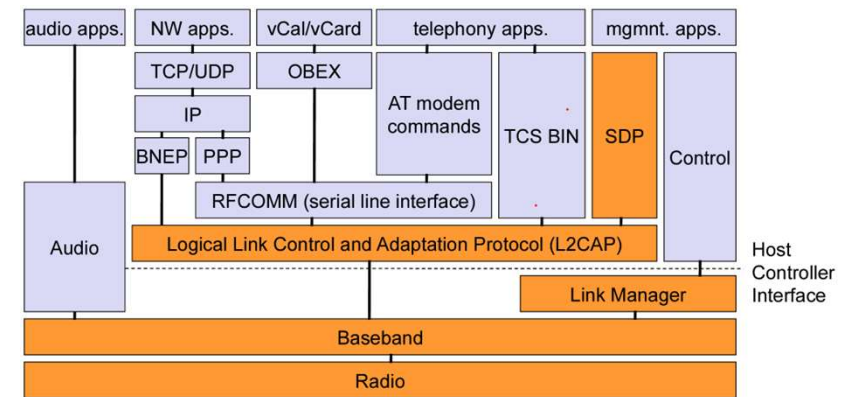 audio apps.
NW apps.
vCal/vCard
telephony apps.
mgmnt. apps.
TCP/UDP
OBEX
AT modem
commands
TCS BIN
SDP
Control
IP
BNEP
PPP
RFCOMM (serial line interface)
Audio
Logical Link Control and Adaptation Protocol (L2CAP)
Host
Controller
Interface
Link Manager
Baseband
Radio